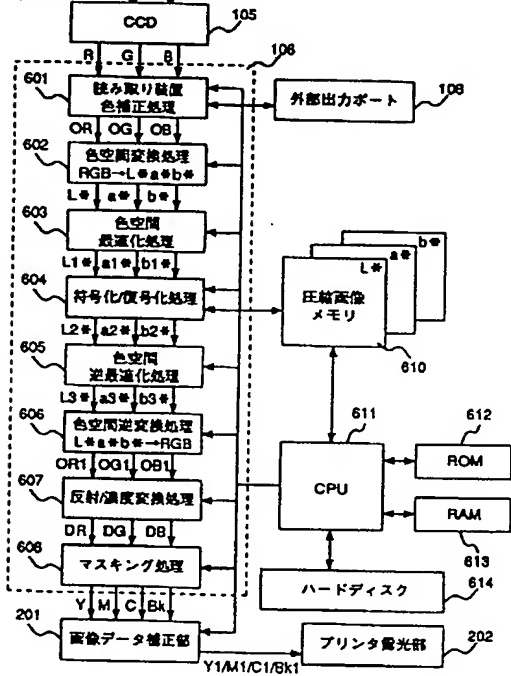 CCD
105
R G B
106
601
読み取り装置
色補正処理
外部出力ポート
108
OR OG OB
602
色空間変換処理
RGB→L*a*b*
L* a* b*
603
色空間
最適化処理
L1* a1* b1*
604
符号化/復号化処理
L* a* b*
圧縮画像
メモリ
610
L2* a2* b2*
605
色空間
逆最適化処理
L3* a3* b3*
606
色空間逆変換処理
L*a*b*→RGB
611
CPU
612
ROM
OR1 OG1 OB1
607
反射/濃度変換処理
RAM
613
DR DG DB
608
マスキング処理
ハードディスク
614
Y M C Bk
201
画像データ補正部
プリンタ露光部
202
Y1/M1/C1/Bk1